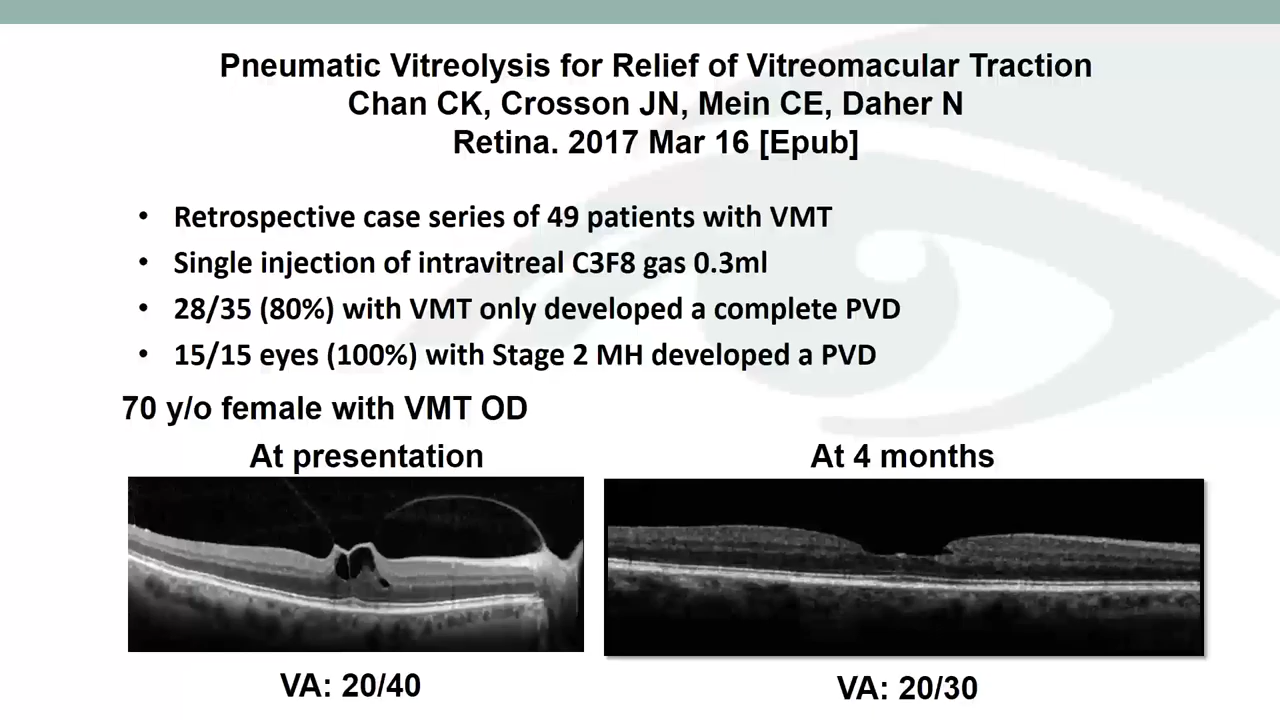 Pneumatic Vitreolysis for Relief of Vitreomacular Traction
Chan CK, Crosson JN, Mein CE, Daher N
Retina. 2017 Mar 16 [Epub]
• Retrospective case series of 49 patients with VMT
• Single injection of intravitreal C3F8 gas 0.3ml
• 28/35 (80%) with VMT only developed a complete PVD
• 15/15 eyes (100%) with Stage 2 MH developed a PVD
70 y/o female with VMT OD
At presentation
At 4 months
VA: 20/40
VA: 20/30